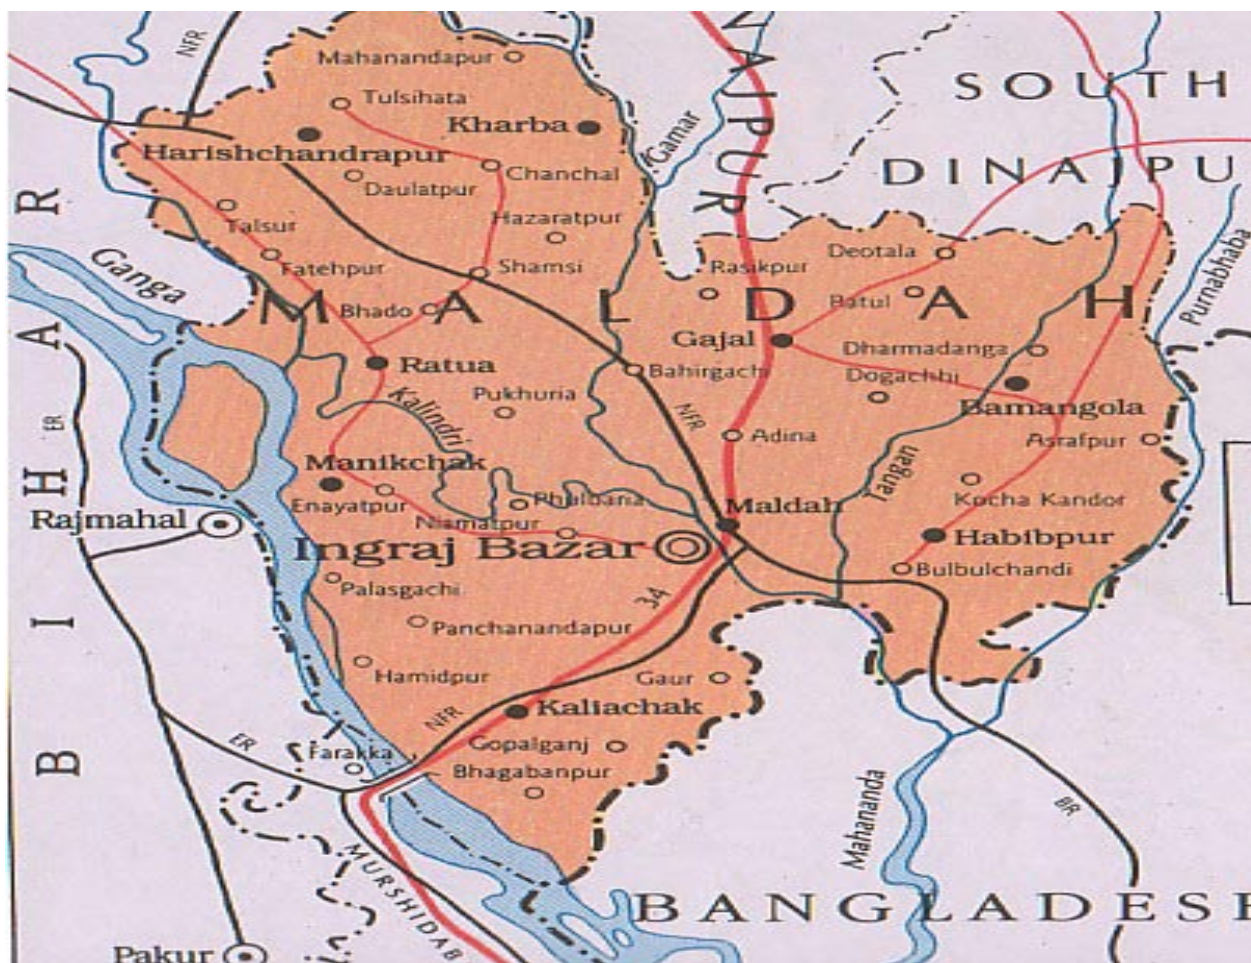 NFR
Mahanandapur
Tulsihata
Kharba
Harishchandrapur
Chanchal
Daulatpur
Hazaratpur
Talsur
Fatehpur
Shamsi
Bhado
Ganga
Gamar
NAJPUR
SOUTH
DINAJPU
Deotala
Rasikpur
Batul
MALDAH
Purnabhaba
Gajal
Dharmadanga
Dogachhi
Bamangola
Asrafpur
Ratua
Bahirgachi
Pukhuria
Kalindri
NFR
Adina
Tangan
Manikchak
Enayatpur
Phulbaria
Niamatpur
Maldah
Kocha Kandor
Ingraj Bazar
Habibpur
Bulbulchandi
ER
Rajmahal
BIHAR
Palasgachi
34
Panchanandapur
Hamidpur
Gaur
Kaliachak
NFR
ER
Farakka
Gopalganj
Bhagabanpur
Mahananda
BR
MURSHIDAB
BANGLADESH
Pakur